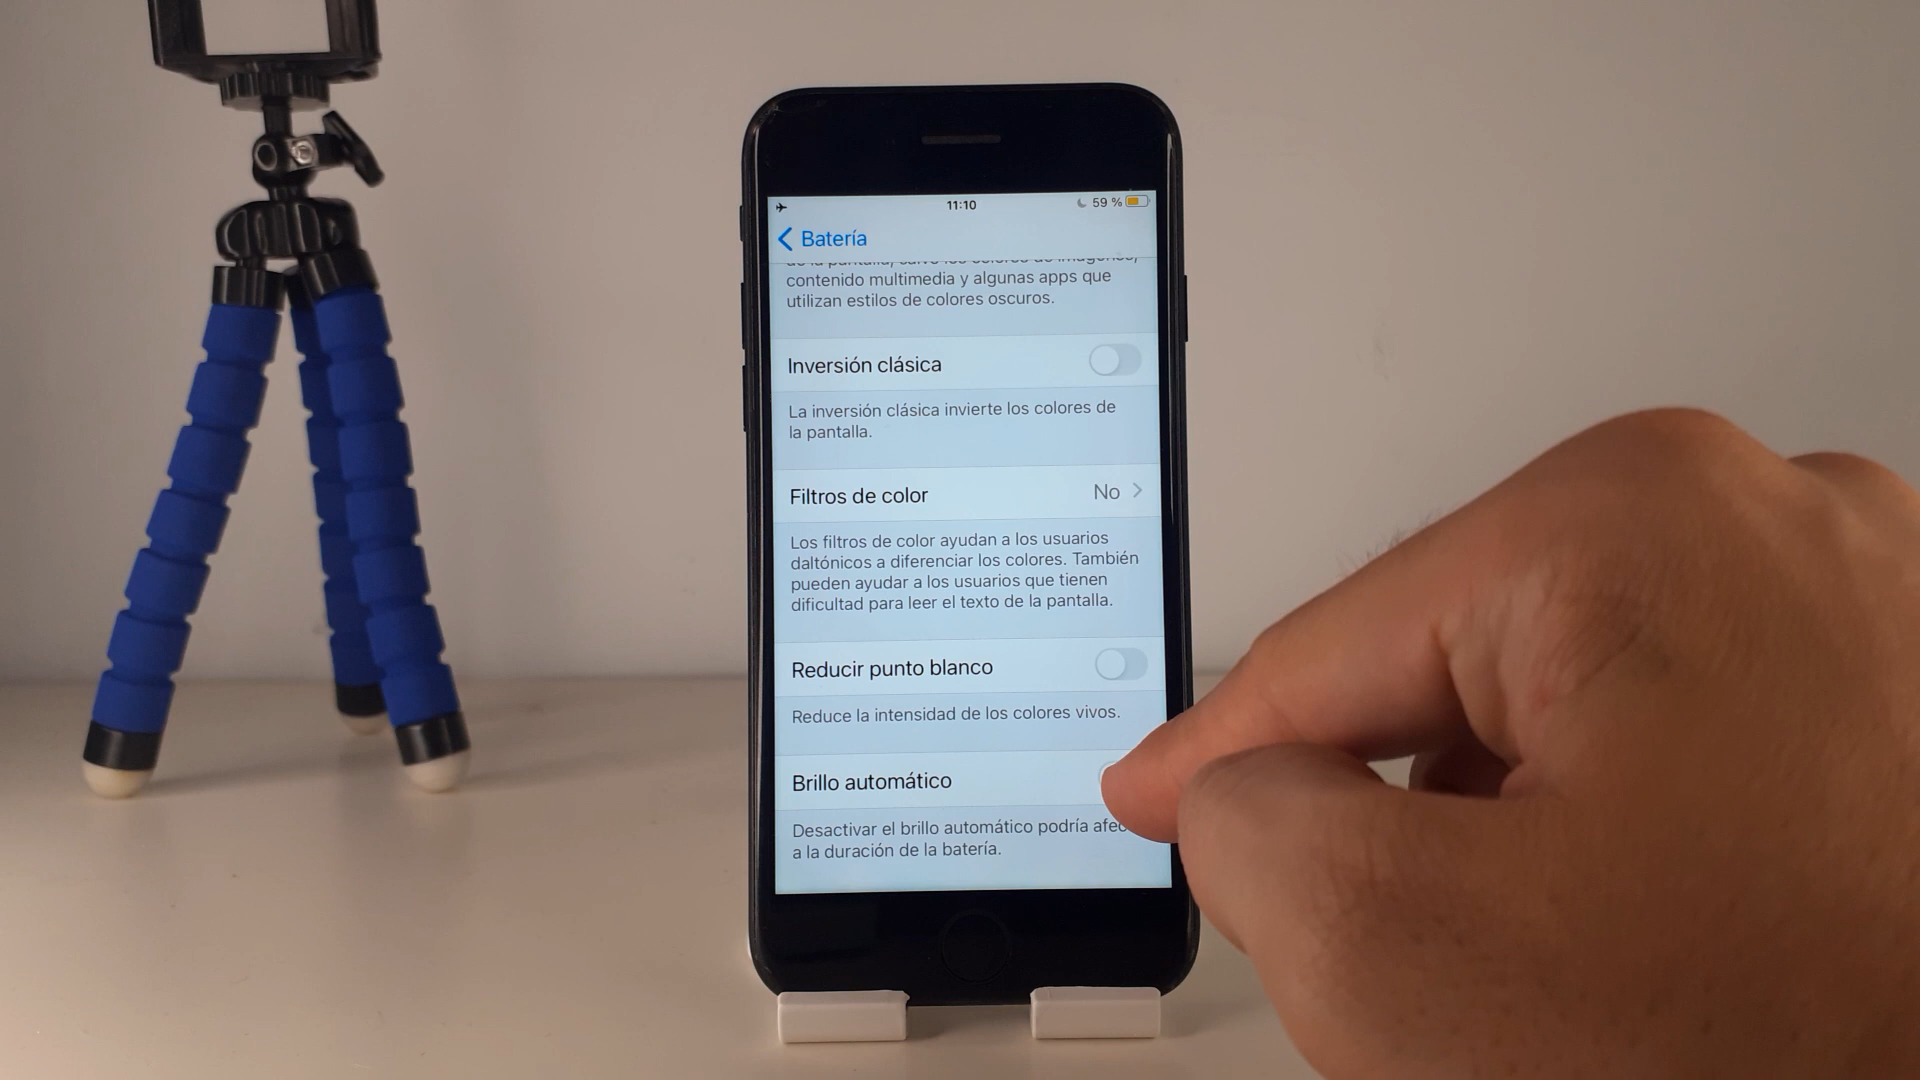 11:10
59 %
Batería
contenido multimedia y algunas apps que
utilizan estilos de colores oscuros.
Inversión clásica
La inversión clásica invierte los colores de
la pantalla.
Filtros de color
No
Los filtros de color ayudan a los usuarios
daltónicos a diferenciar los colores. También
pueden ayudar a los usuarios que tienen
dificultad para leer el texto de la pantalla.
Reducir punto blanco
Reduce la intensidad de los colores vivos.
Brillo automático
Desactivar el brillo automático podría afec
a la duración de la batería.